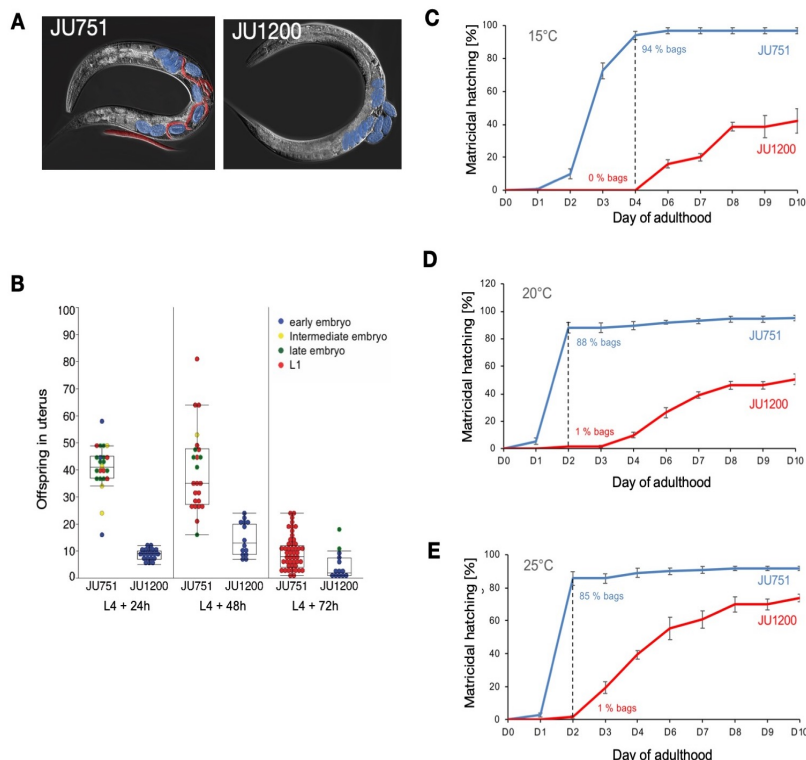 A
JU751
JU1200
B
Offspring in uterus
100
90
80
70
60
50
40
30
20
10
0
early embryo
Intermediate embryo
late embryo
L1
JU751 JU1200 JU751 JU1200 JU751 JU1200
L4 + 24h L4 + 48h L4 + 72h
C
15°C
Matricidal hatching [%]
100
80
60
40
20
0
JU751
94 % bags
JU1200
0 % bags
D0 D1 D2 D3 D4 D6 D7 D8 D9 D10
Day of adulthood
D
20°C
Matricidal hatching [%]
120
100
80
60
40
20
0
JU751
88 % bags
JU1200
1 % bags
D0 D1 D2 D3 D4 D6 D7 D8 D9 D10
Day of adulthood
E
25°C
Matricidal hatching [%]
100
80
60
40
20
0
JU751
85 % bags
JU1200
1 % bags
D0 D1 D2 D3 D4 D6 D7 D8 D9 D10
Day of adulthood